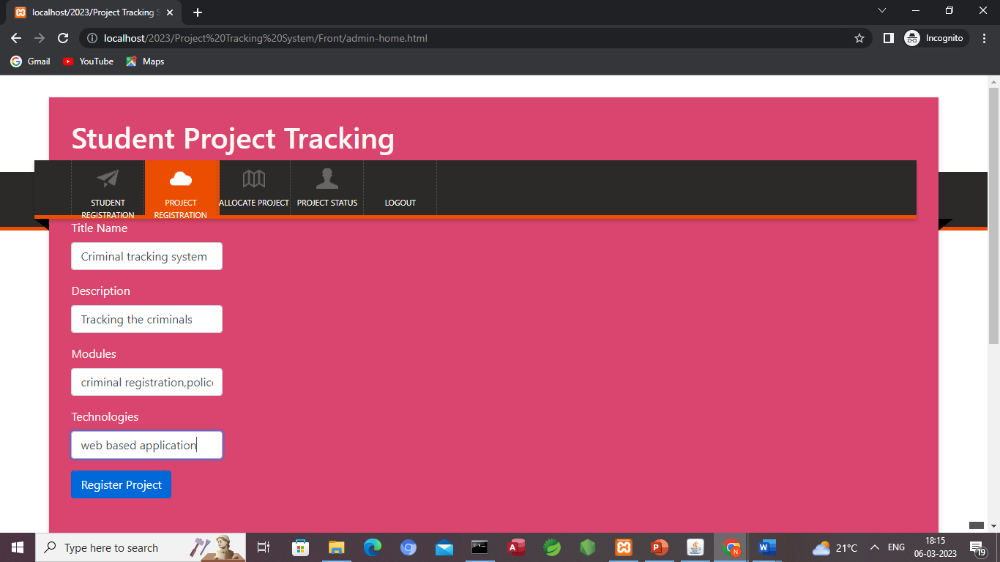 localhost/2023/Project Tracking S
localhost/2023/Project%20Tracking%20System/Front/admin-home.html
Incognito
Gmail YouTube Maps
Student Project Tracking
STUDENT REGISTRATION
PROJECT REGISTRATION
ALLOCATE PROJECT
PROJECT STATUS
LOGOUT
Title Name
Criminal tracking system
Description
Tracking the criminals
Modules
criminal registration,polic
Technologies
web based application
Register Project
Type here to search
21°C
ENG
18:15
06-03-2023
19